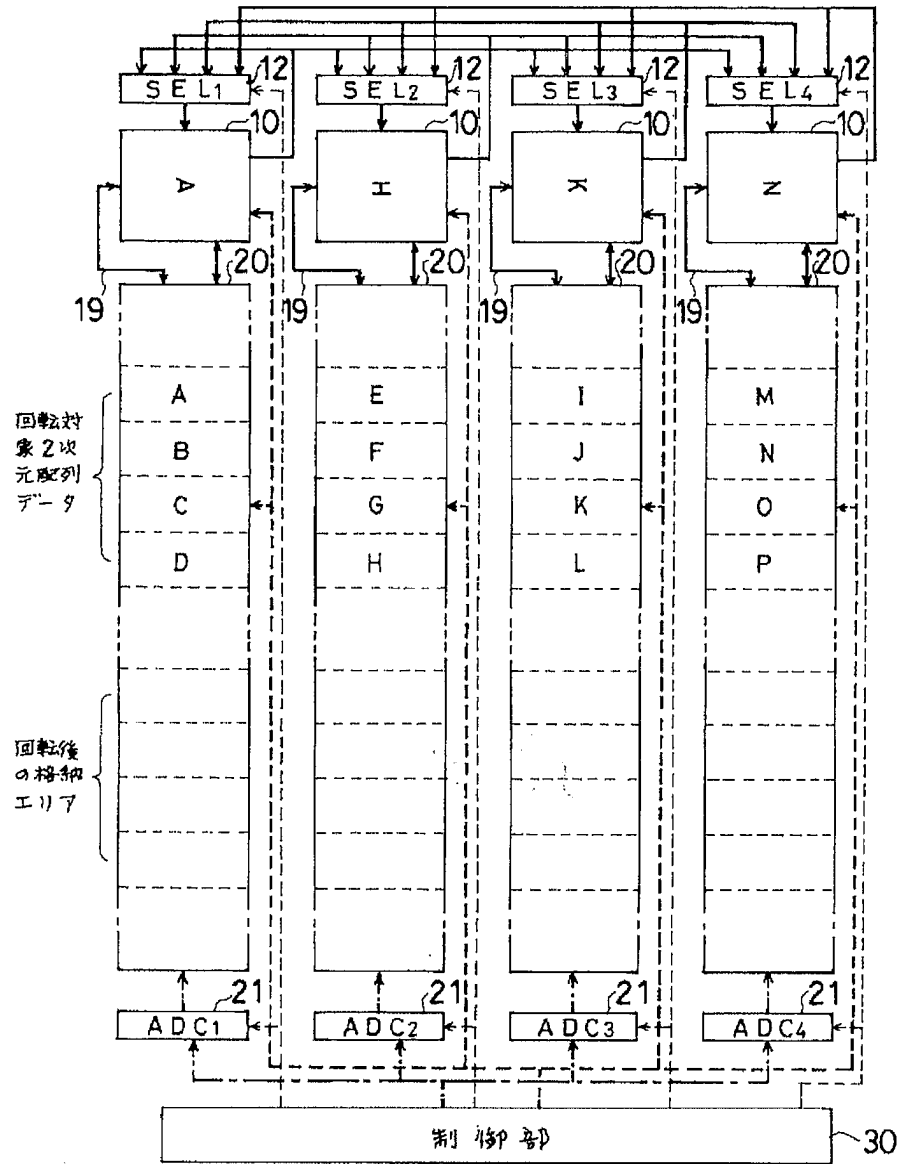 SEL1 12 SEL2 12 SEL3 12 SEL4 12
10 10 10 10
A H K N
20 20 20 20
19 19 19 19
A E I M
回転対
象2次
元配列
データ
B F J N
C G K O
D H L P
回転後
の格納
エリア
21 21 21 21
ADC1 ADC2 ADC3 ADC4
制御部 30